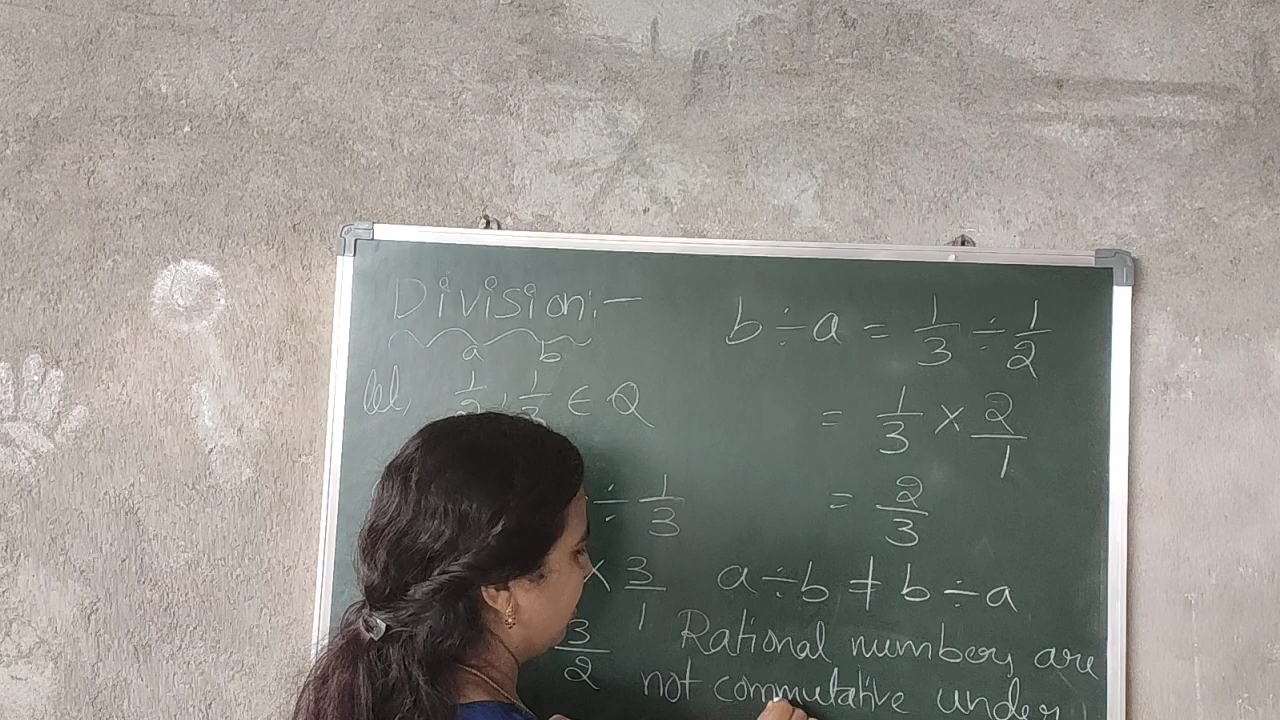 Division:-
a b
let, 1/2, 1/3 ∈ Q
÷ 1/3
× 3/1
3/2
b ÷ a = 1/3 ÷ 1/2
= 1/3 × 2/1
= 2/3
a ÷ b ≠ b ÷ a
Rational numbers are
not commutative under